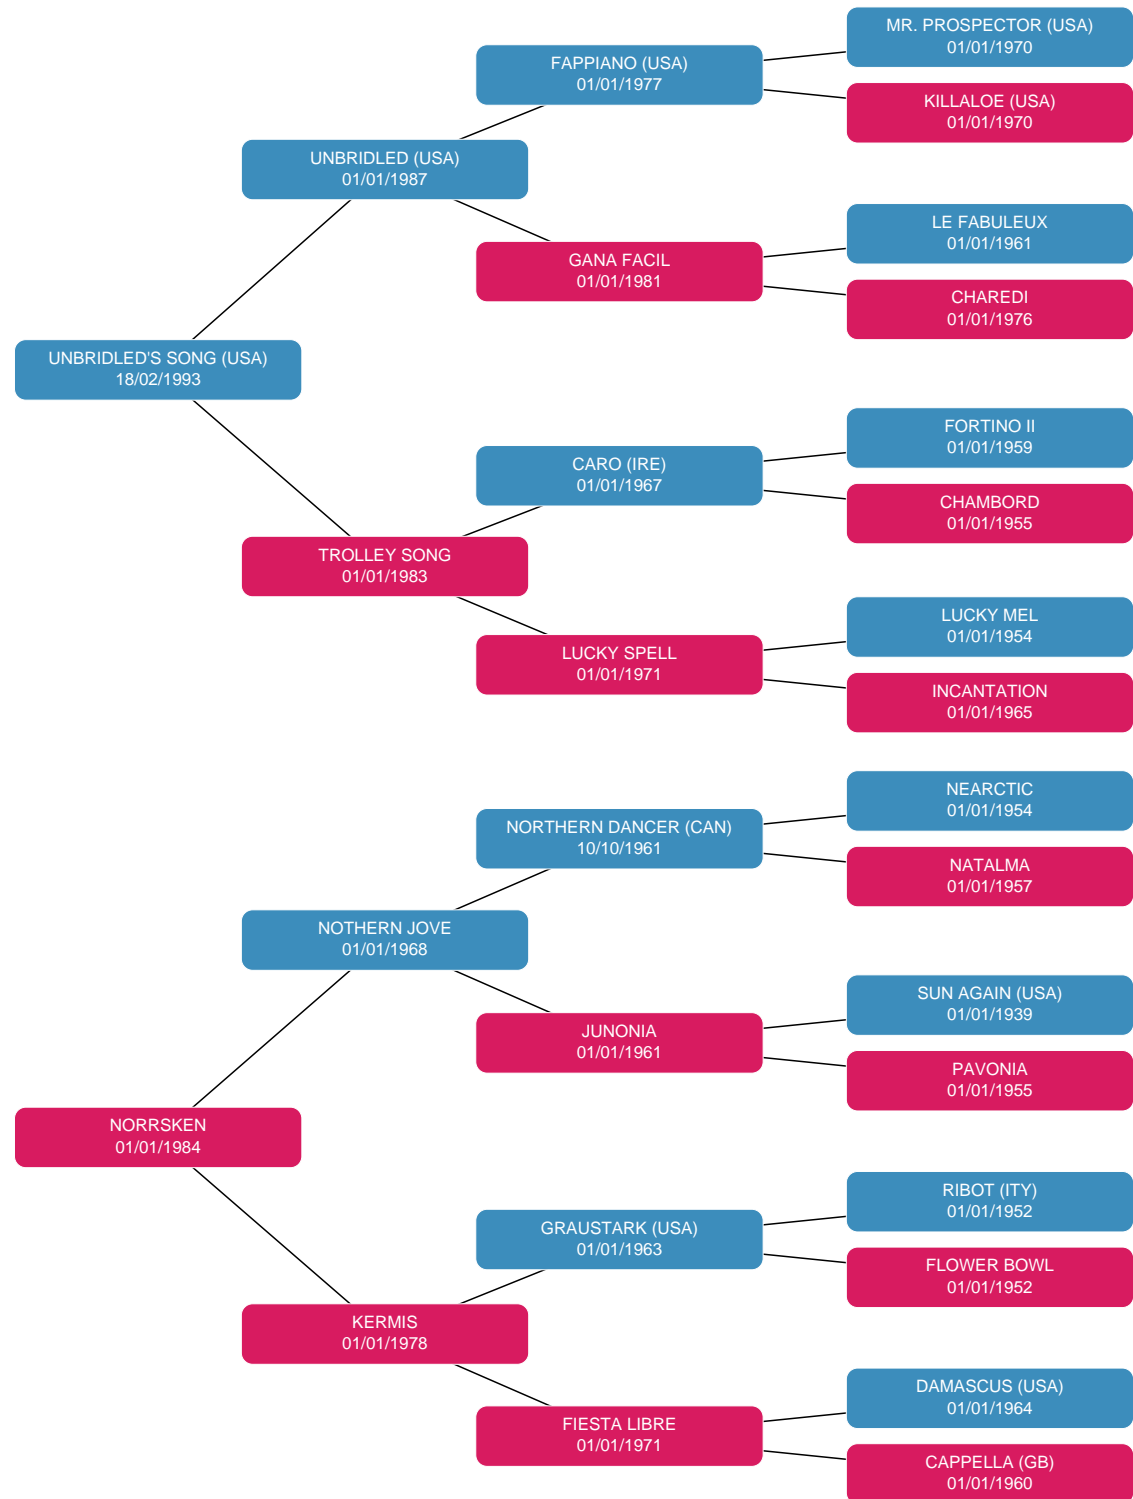 MR. PROSPECTOR (USA)
01/01/1970
FAPPIANO (USA)
01/01/1977
KILLALOE (USA)
01/01/1970
UNBRIDLED (USA)
01/01/1987
LE FABULEUX
01/01/1961
GANA FACIL
01/01/1981
CHAREDI
01/01/1976
UNBRIDLED'S SONG (USA)
18/02/1993
FORTINO II
01/01/1959
CARO (IRE)
01/01/1967
CHAMBORD
01/01/1955
TROLLEY SONG
01/01/1983
LUCKY MEL
01/01/1954
LUCKY SPELL
01/01/1971
INCANTATION
01/01/1965
NEARCTIC
01/01/1954
NORTHERN DANCER (CAN)
10/10/1961
NATALMA
01/01/1957
NOTHERN JOVE
01/01/1968
SUN AGAIN (USA)
01/01/1939
JUNONIA
01/01/1961
PAVONIA
01/01/1955
NORRSKEN
01/01/1984
RIBOT (ITY)
01/01/1952
GRAUSTARK (USA)
01/01/1963
FLOWER BOWL
01/01/1952
KERMIS
01/01/1978
DAMASCUS (USA)
01/01/1964
FIESTA LIBRE
01/01/1971
CAPPELLA (GB)
01/01/1960